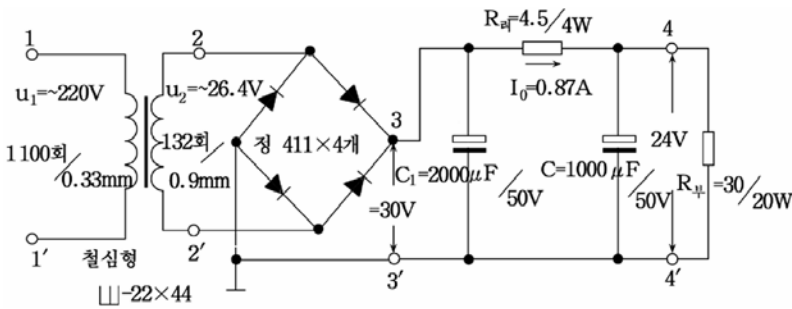 1
2
R려=4.5/4W
4
u₁=~220V
u₂=~26.4V
3
I₀=0.87A
1100회/0.33mm
132회/0.9mm
정 411×4개
C₁=2000μF/50V
C=1000μF/50V
24V
R부=30/20W
=30V
1′
철심형
2′
3′
4′
Ш-22×44